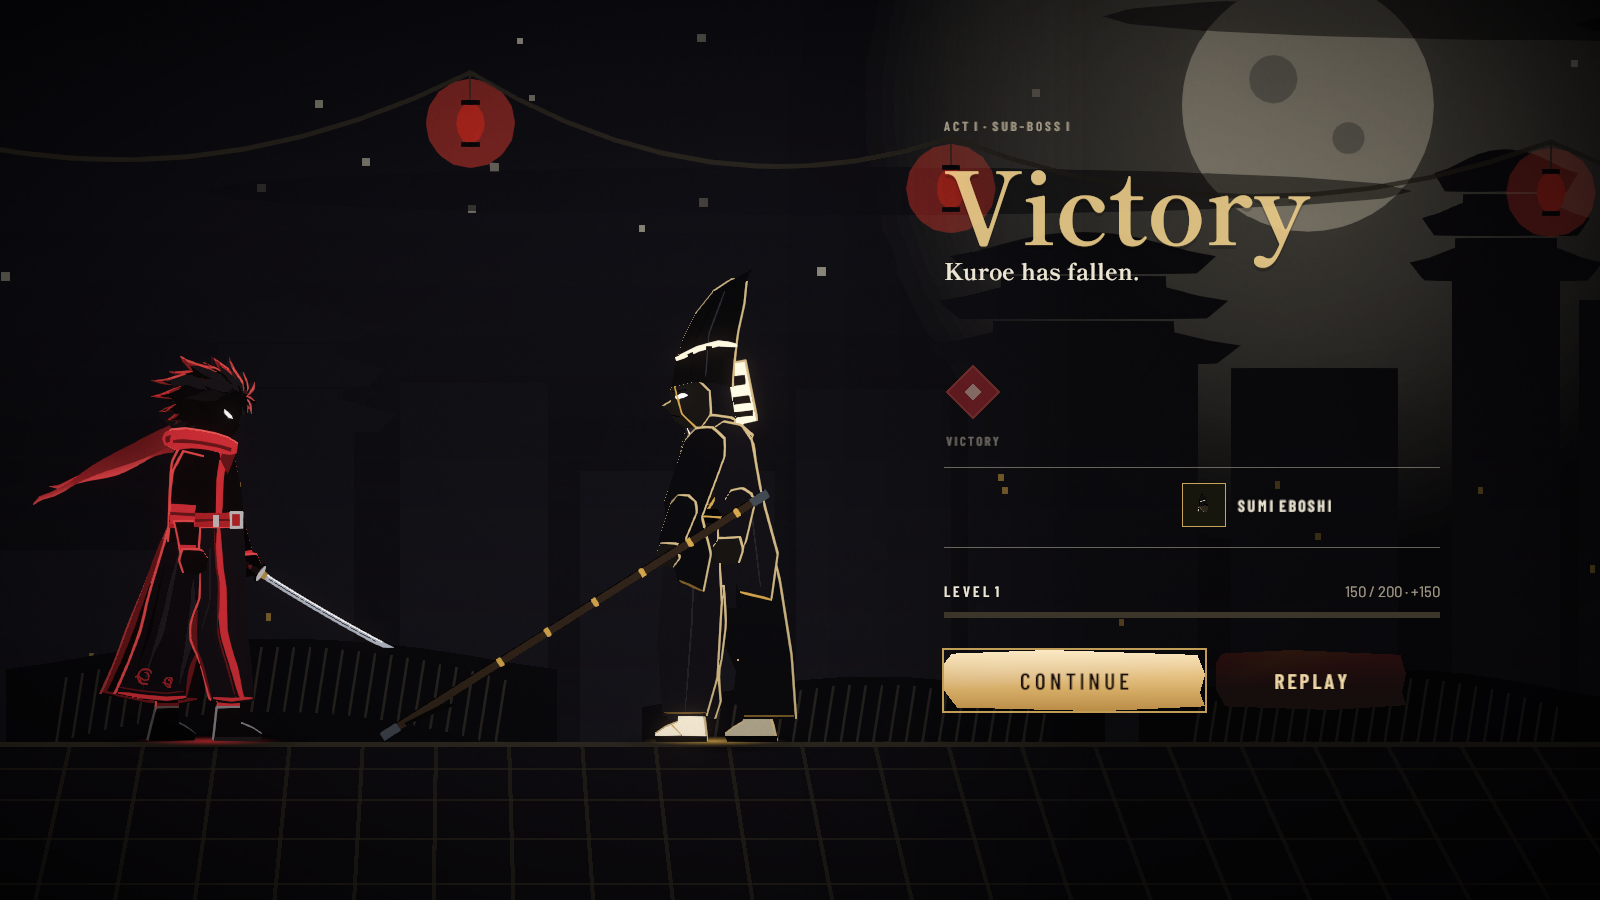 ACT I · SUB-BOSS I
Victory
Kuroe has fallen.
VICTORY
SUMI EBOSHI
LEVEL 1
150 / 200 · +150
CONTINUE
REPLAY